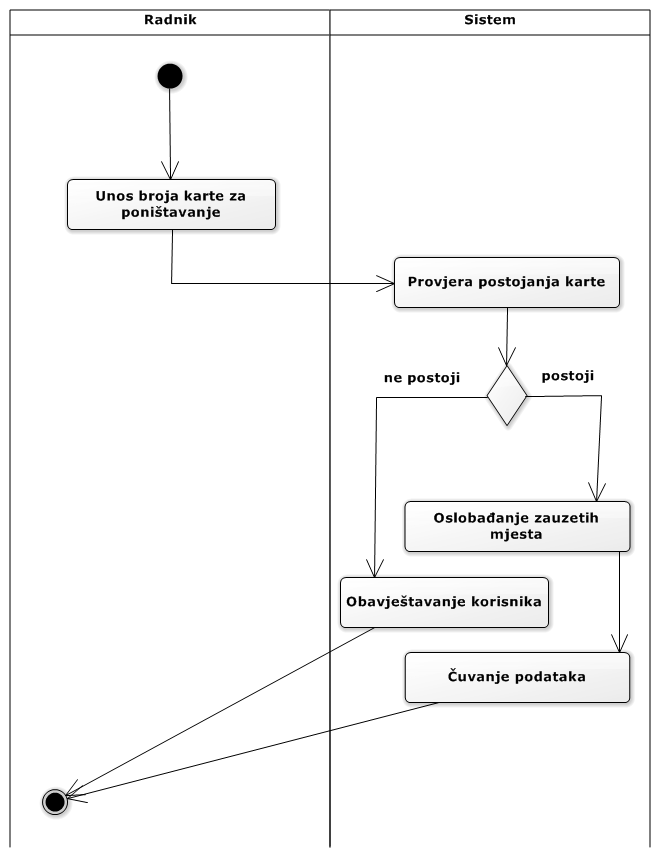 Radnik
Sistem
Unos broja karte za
poništavanje
Provjera postojanja karte
ne postoji
postoji
Oslobađanje zauzetih
mjesta
Obavještavanje korisnika
Čuvanje podataka